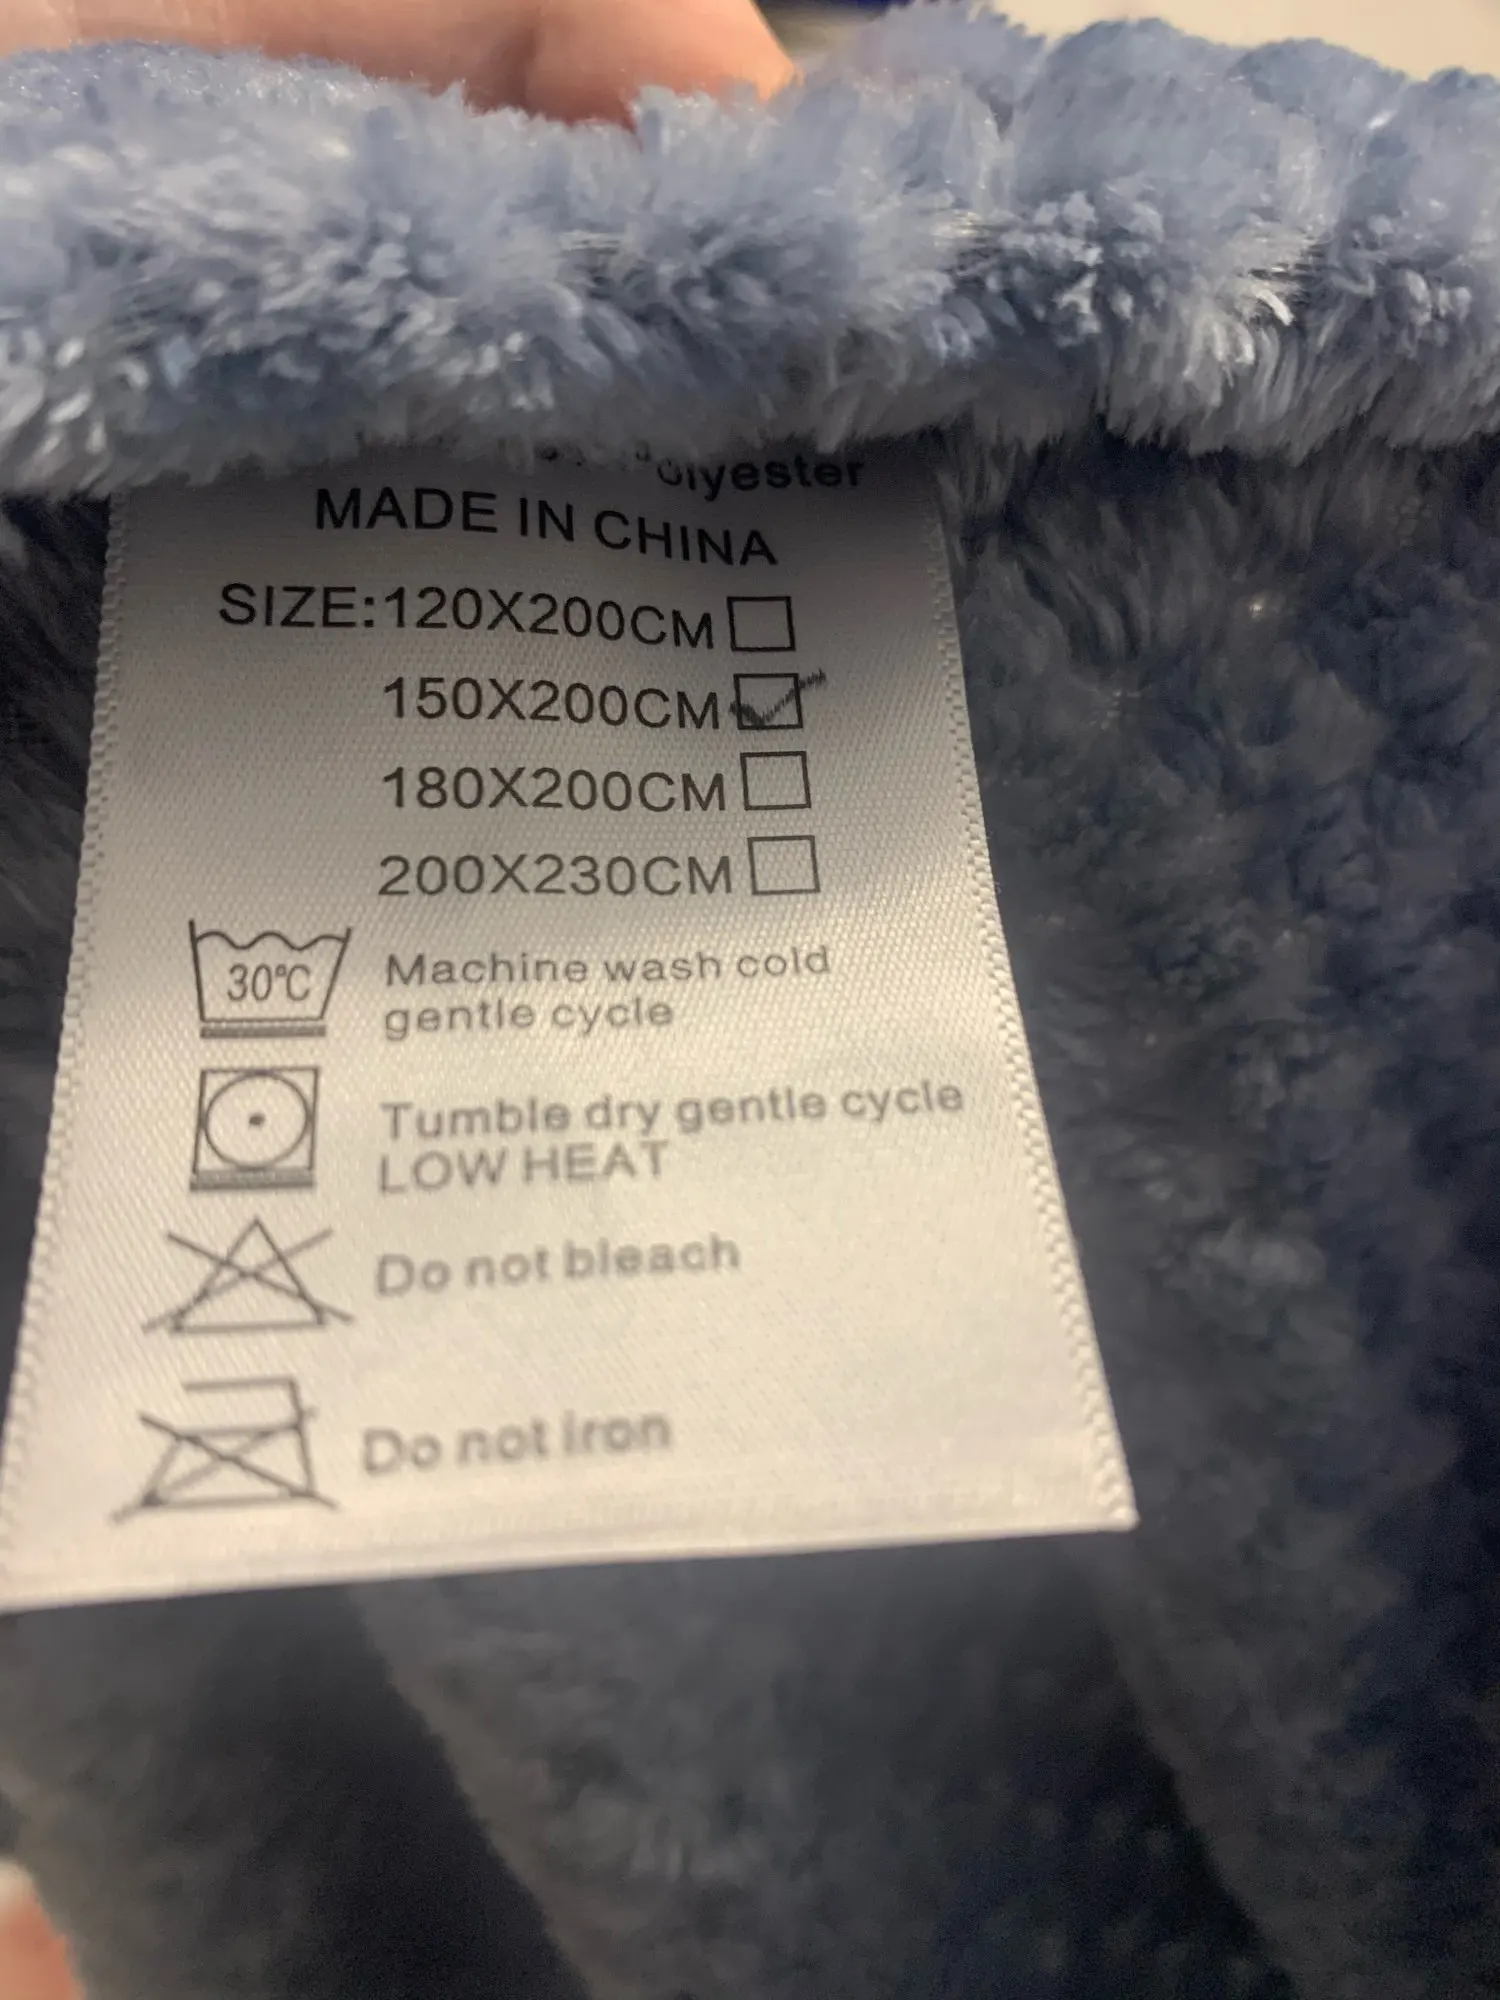 Polyester
MADE IN CHINA
SIZE:120X200CM
150X200CM
180X200CM
200X230CM
30°C Machine wash cold
gentle cycle
Tumble dry gentle cycle
LOW HEAT
Do not bleach
Do not iron